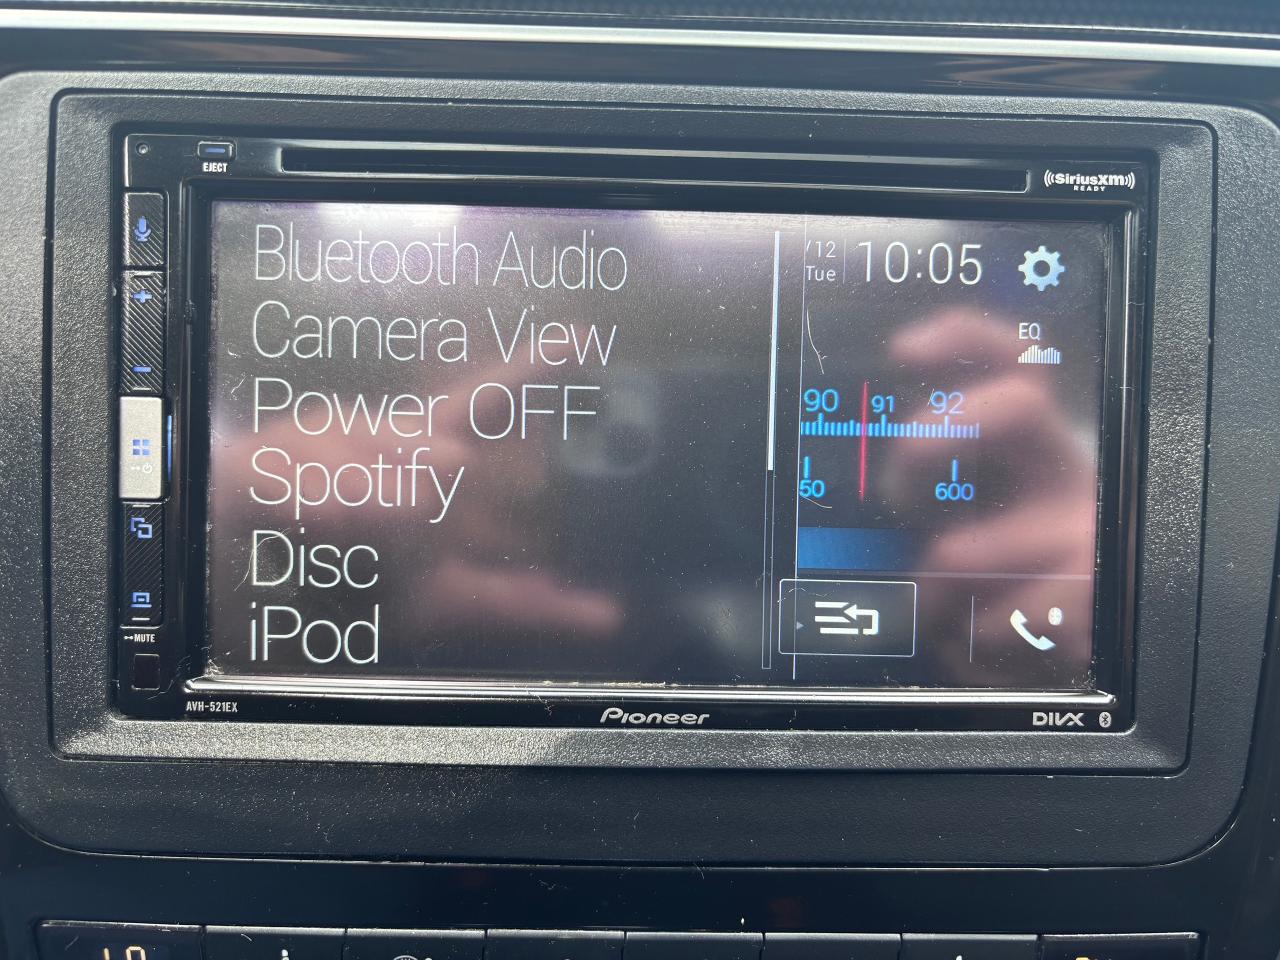 EJECT
SiriusXM
READY
Bluetooth Audio
Camera View
Power OFF
Spotify
Disc
iPod
/12
Tue
10:05
EQ
90 91 92
50 600
MUTE
AVH-521EX
Pioneer
DIVX